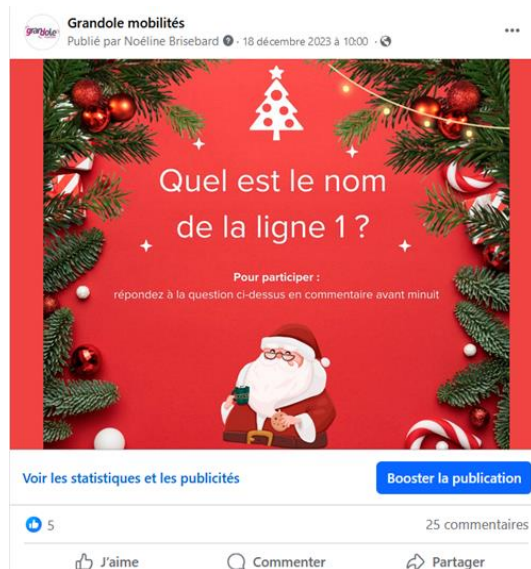 grandole
Grandole mobilités
Publié par Noéline Brisebard · 18 décembre 2023 à 10:00 ·
Quel est le nom
de la ligne 1 ?
Pour participer :
répondez à la question ci-dessus en commentaire avant minuit
Voir les statistiques et les publicités
Booster la publication
5
25 commentaires
J'aime
Commenter
Partager